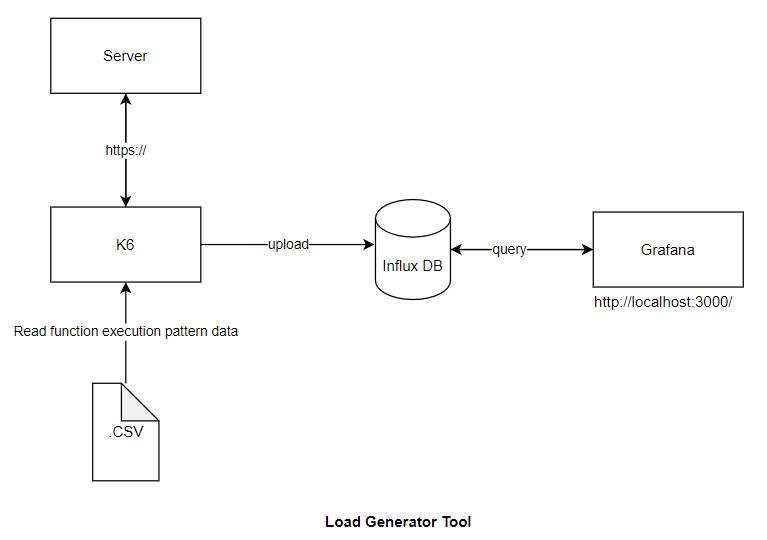 Server
https://
K6
upload
Influx DB
query
Grafana
http://localhost:3000/
Read function execution pattern data
.CSV
Load Generator Tool